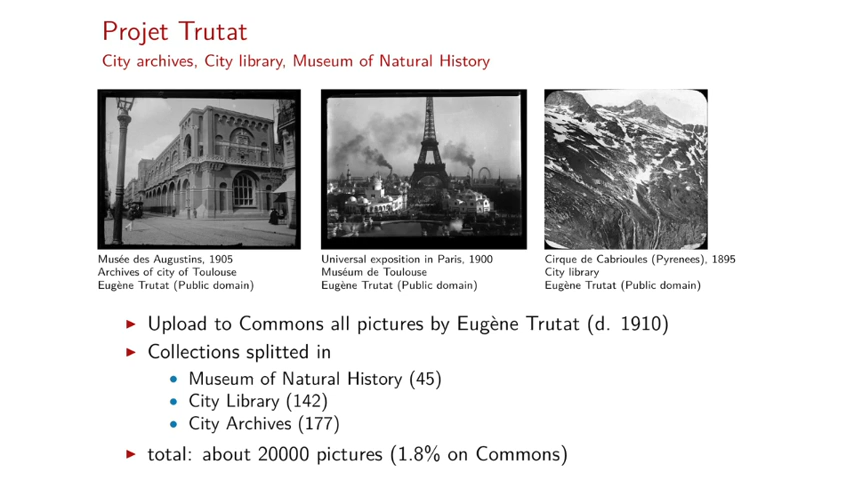 Projet Trutat
City archives, City library, Museum of Natural History
Musée des Augustins, 1905
Archives of city of Toulouse
Eugène Trutat (Public domain)
Universal exposition in Paris, 1900
Muséum de Toulouse
Eugène Trutat (Public domain)
Cirque de Cabrioules (Pyrenees), 1895
City library
Eugène Trutat (Public domain)
Upload to Commons all pictures by Eugène Trutat (d. 1910)
Collections splitted in
Museum of Natural History (45)
City Library (142)
City Archives (177)
total: about 20000 pictures (1.8% on Commons)